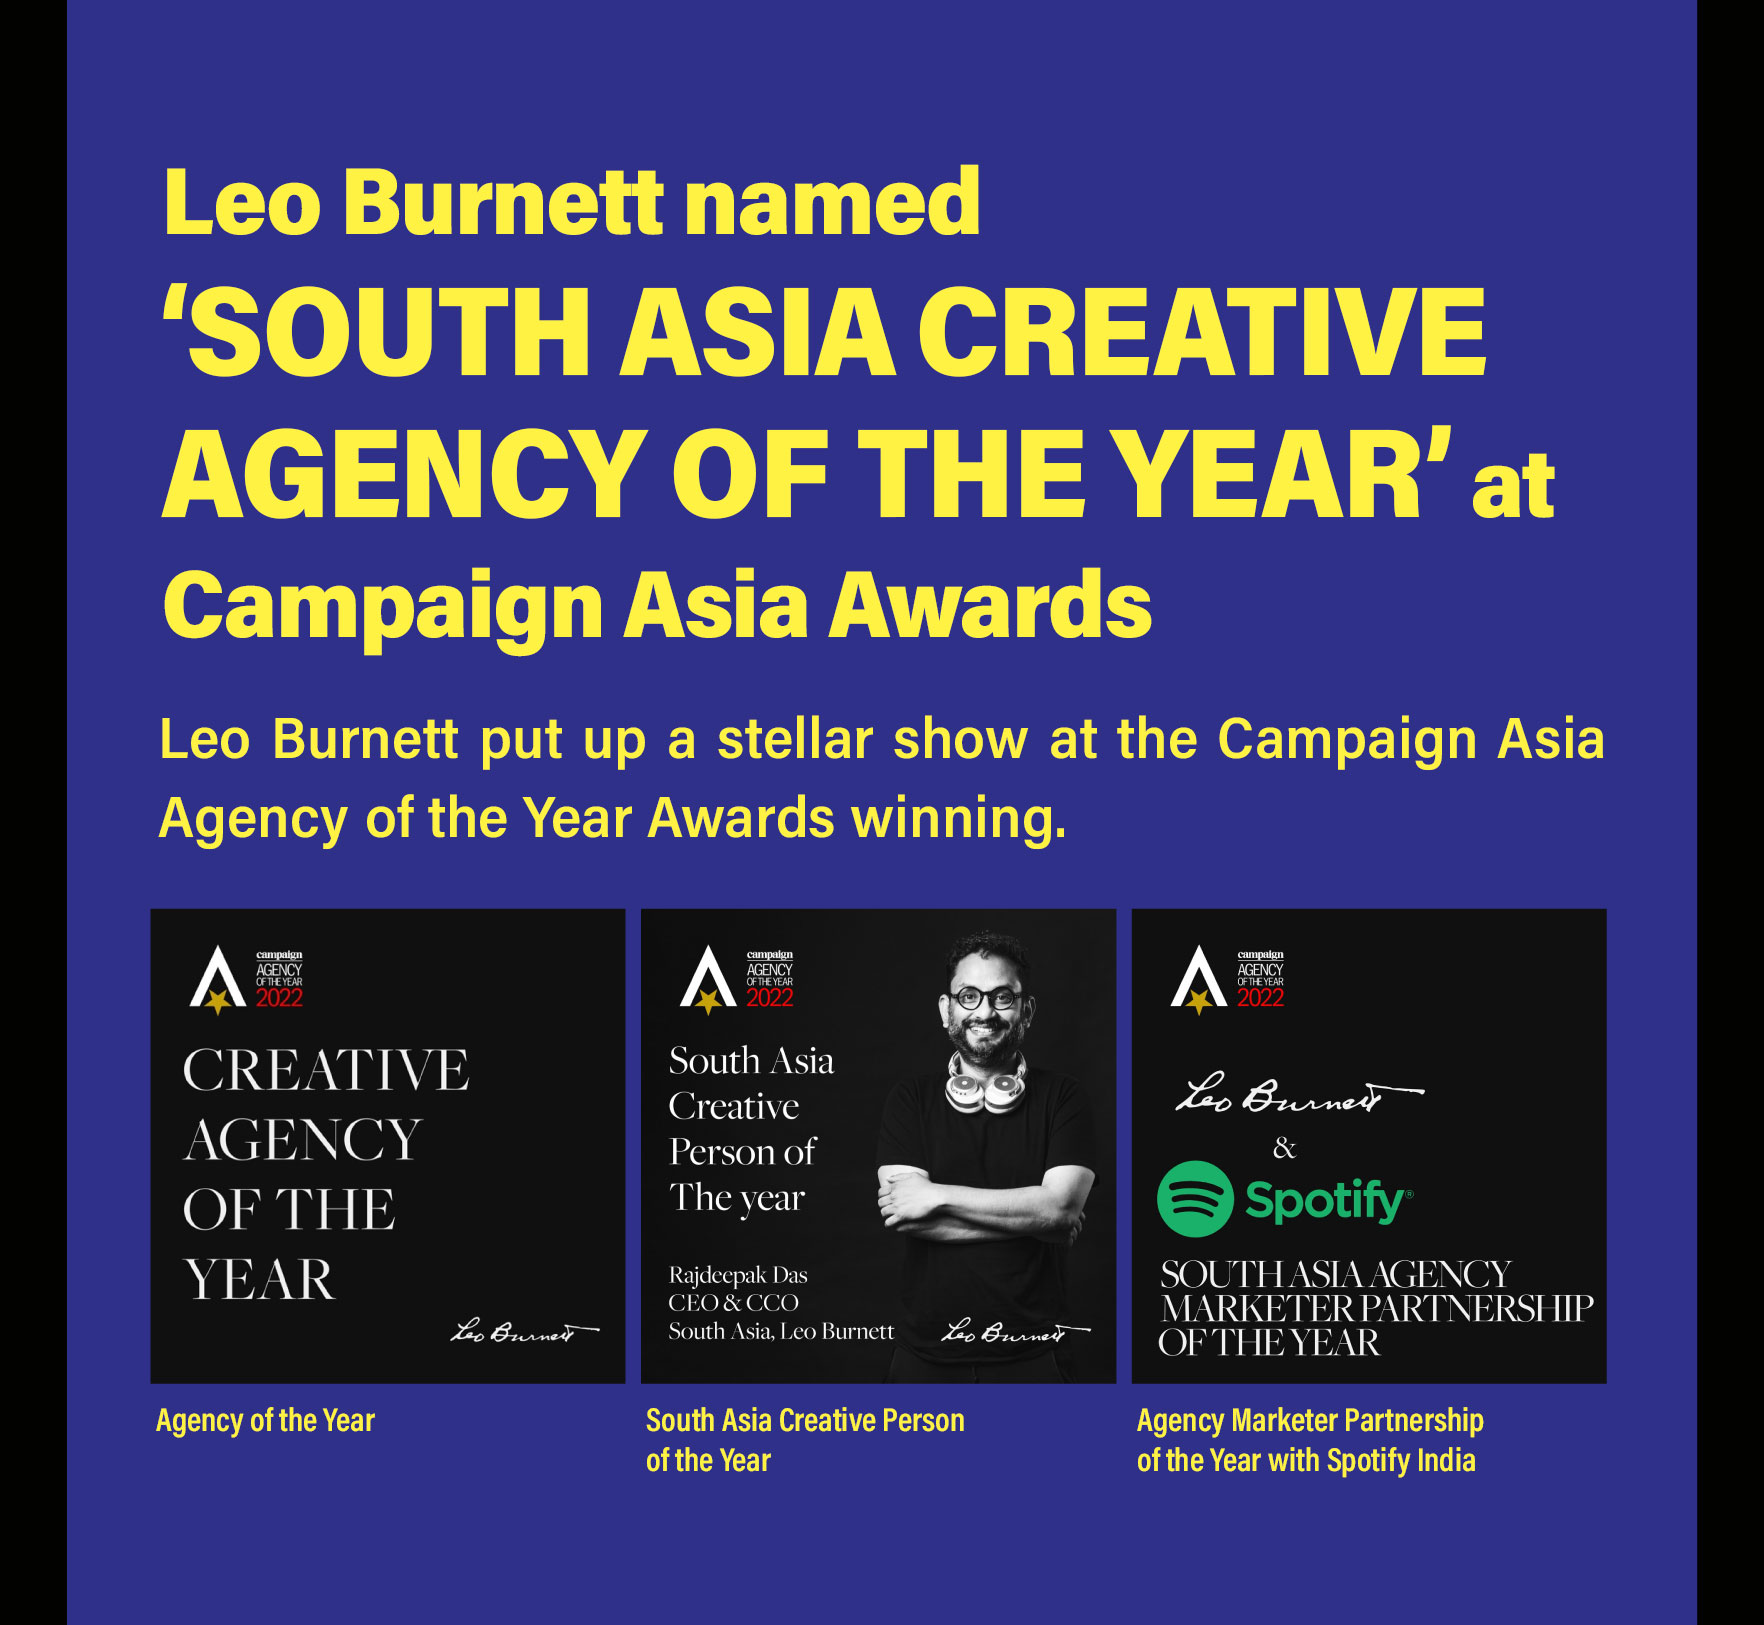 Leo Burnett named
‘SOUTH ASIA CREATIVE
AGENCY OF THE YEAR’ at
Campaign Asia Awards
Leo Burnett put up a stellar show at the Campaign Asia
Agency of the Year Awards winning.
campaign
AGENCY
OF THE YEAR
2022
CREATIVE
AGENCY
OF THE
YEAR
Leo Burnett
Agency of the Year
campaign
AGENCY
OF THE YEAR
2022
South Asia
Creative
Person of
The year
Rajdeepak Das
CEO & CCO
South Asia, Leo Burnett
Leo Burnett
South Asia Creative Person
of the Year
campaign
AGENCY
OF THE YEAR
2022
Leo Burnett
&
Spotify®
SOUTH ASIA AGENCY
MARKETER PARTNERSHIP
OF THE YEAR
Agency Marketer Partnership
of the Year with Spotify India